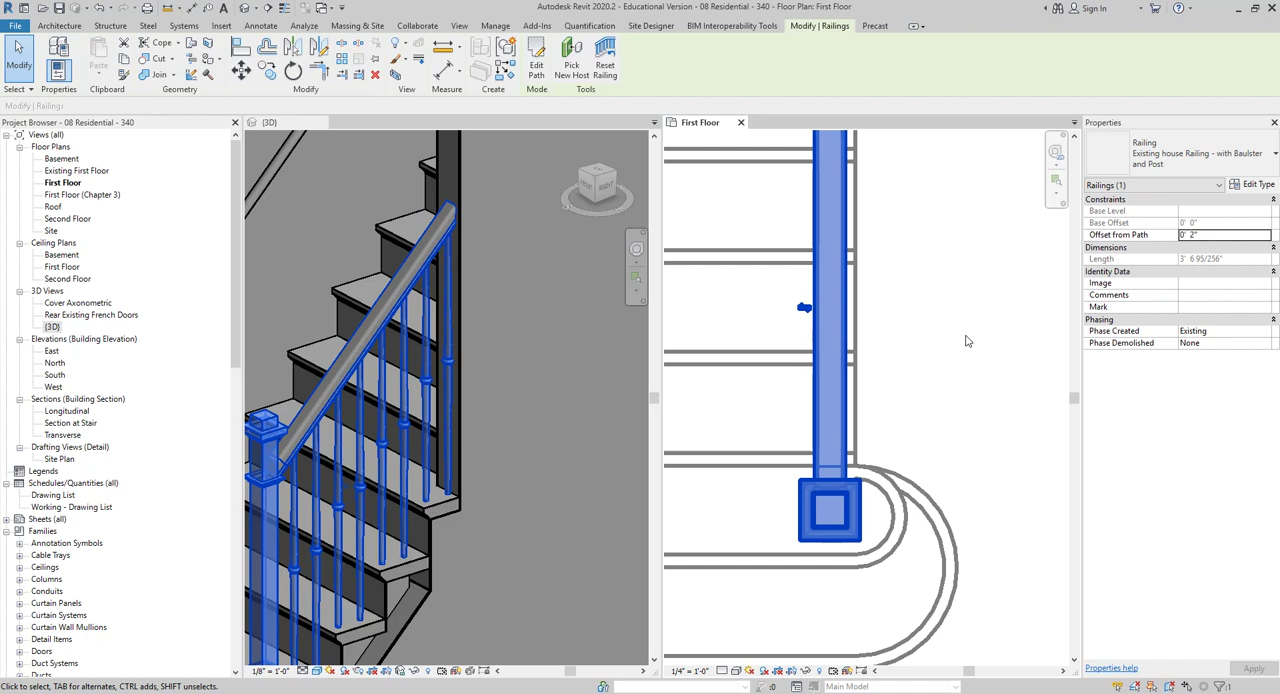 Autodesk Revit 2020.2 - Educational Version - 08 Residential - 340 - Floor Plan: First Floor
Sign In
File Architecture Structure Steel Systems Insert Annotate Analyze Massing & Site Collaborate View Manage Add-Ins Quantification Site Designer BIM Interoperability Tools Modify | Railings Precast
Cope
Cut
Join
Modify
Paste
Edit Path
Pick New Host
Reset Railing
Select Properties Clipboard Geometry Modify View Measure Create Mode Tools
Modify | Railings
Project Browser - 08 Residential - 340
Views (all)
Floor Plans
Basement
Existing First Floor
First Floor
First Floor (Chapter 3)
Roof
Second Floor
Site
Ceiling Plans
Basement
First Floor
Second Floor
3D Views
Cover Axonometric
Rear Existing French Doors
{3D}
Elevations (Building Elevation)
East
North
South
West
Sections (Building Section)
Longitudinal
Section at Stair
Transverse
Drafting Views (Detail)
Site Plan
Legends
Schedules/Quantities (all)
Drawing List
Working - Drawing List
Sheets (all)
Families
Annotation Symbols
Cable Trays
Ceilings
Columns
Conduits
Curtain Panels
Curtain Systems
Curtain Wall Mullions
Detail Items
Doors
Duct Systems
{3D}
RIGHT
1/8" = 1'-0"
First Floor
1/4" = 1'-0"
Properties
Railing
Existing house Railing - with Baulster and Post
Railings (1)
Edit Type
Constraints
Base Level
Base Offset 0' 0"
Offset from Path 0' 2"
Dimensions
Length 3' 6 95/256"
Identity Data
Image
Comments
Mark
Phasing
Phase Created Existing
Phase Demolished None
Properties help
Apply
Click to select, TAB for alternates, CTRL adds, SHIFT unselects.
:0
Main Model
:1